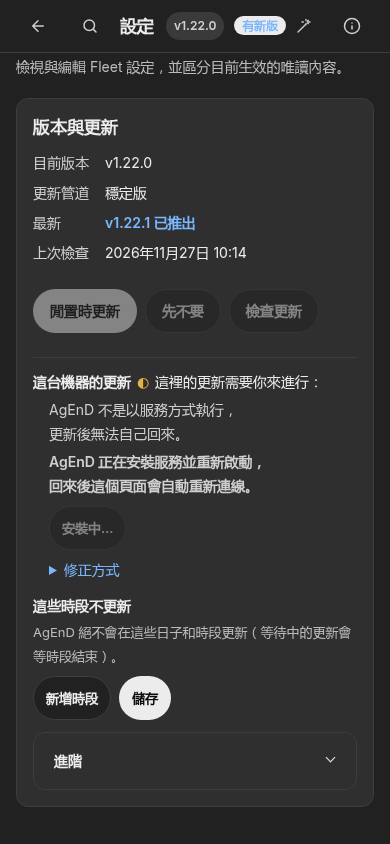 設定 v1.22.0 有新版
檢視與編輯 Fleet 設定，並區分目前生效的唯讀內容。
版本與更新
目前版本 v1.22.0
更新管道 穩定版
最新 v1.22.1 已推出
上次檢查 2026年11月27日 10:14
閒置時更新 先不要 檢查更新
這台機器的更新 這裡的更新需要你來進行：
AgEnD 不是以服務方式執行，
更新後無法自己回來。
AgEnD 正在安裝服務並重新啟動，
回來後這個頁面會自動重新連線。
安裝中…
修正方式
這些時段不更新
AgEnD 絕不會在這些日子和時段更新（等待中的更新會
等時段結束）。
新增時段 儲存
進階